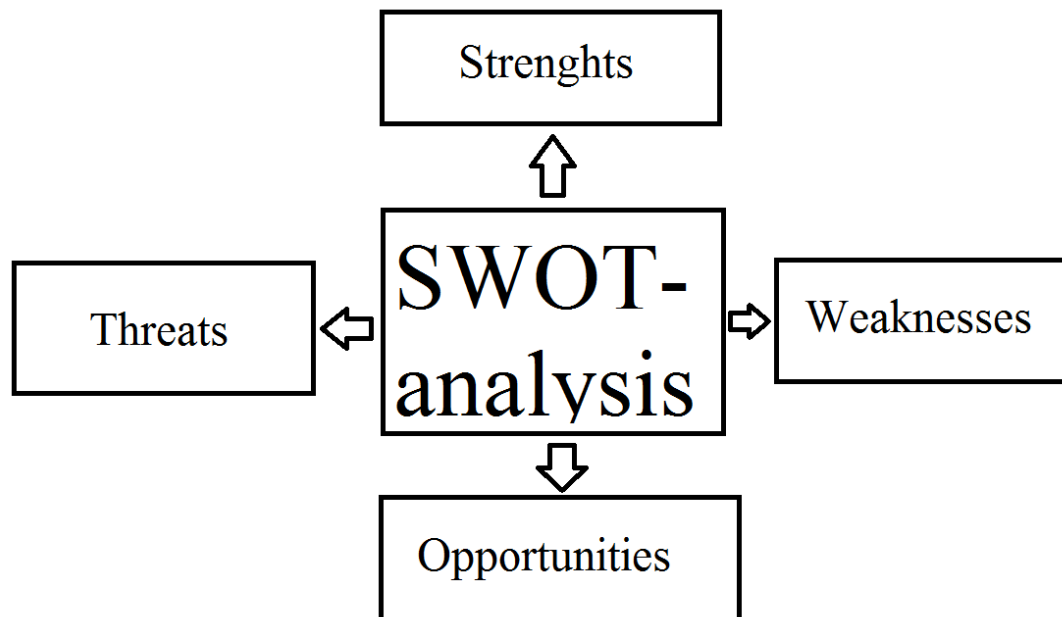 Strenghts
SWOT-
analysis
Threats
Weaknesses
Opportunities